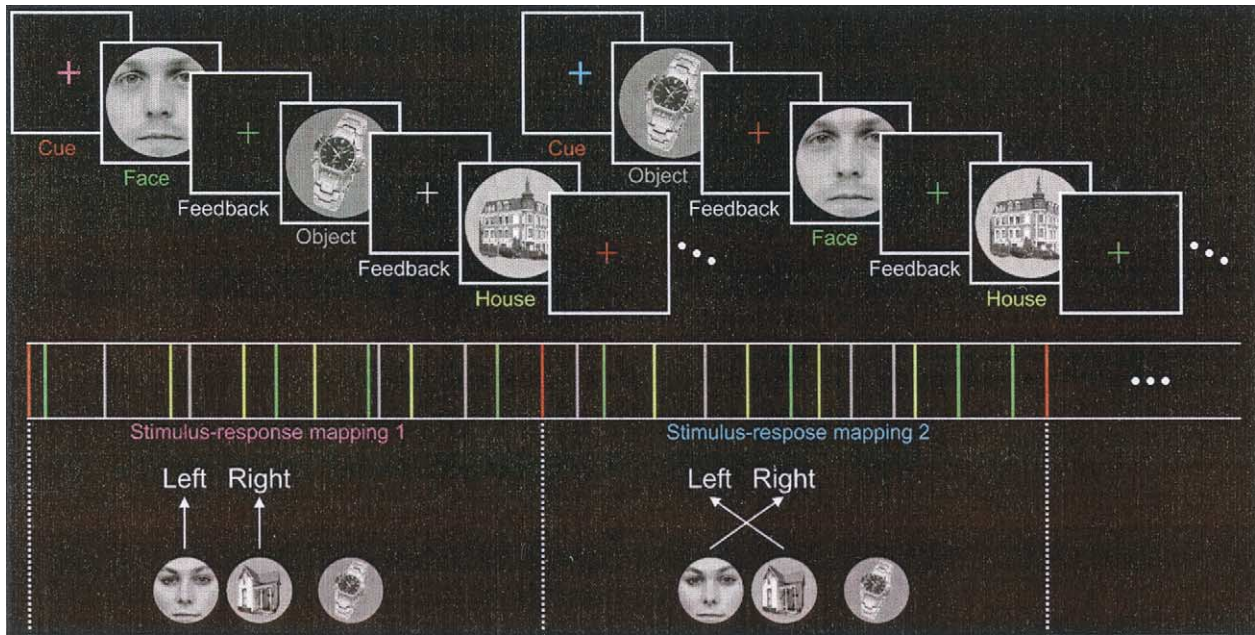 Cue
Face
Feedback
Object
Feedback
House
Cue
Object
Feedback
Face
Feedback
House
Stimulus-response mapping 1
Stimulus-respose mapping 2
Left Right
Left Right